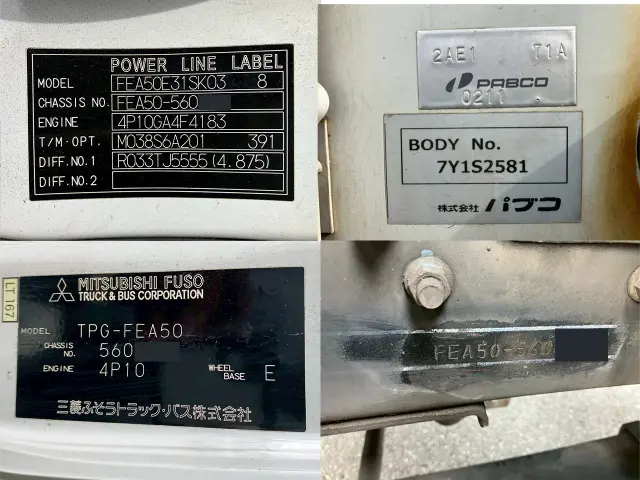 POWER LINE LABEL
MODEL FEA50E31SK03 8
CHASSIS NO. FEA50-560
ENGINE 4P10GA4F4183
T/M·OPT. M038S6A201 391
DIFF.NO.1 R033TJ5555(4.875)
DIFF.NO.2
2AE1 71A
PABCO
0211
BODY No.
7Y1S2581
株式会社 パブコ
LT167
MITSUBISHI FUSO
TRUCK & BUS CORPORATION
MODEL TPG-FEA50
CHASSIS NO. 560
ENGINE 4P10 WHEEL BASE E
三菱ふそうトラック・バス株式会社
FEA50-560